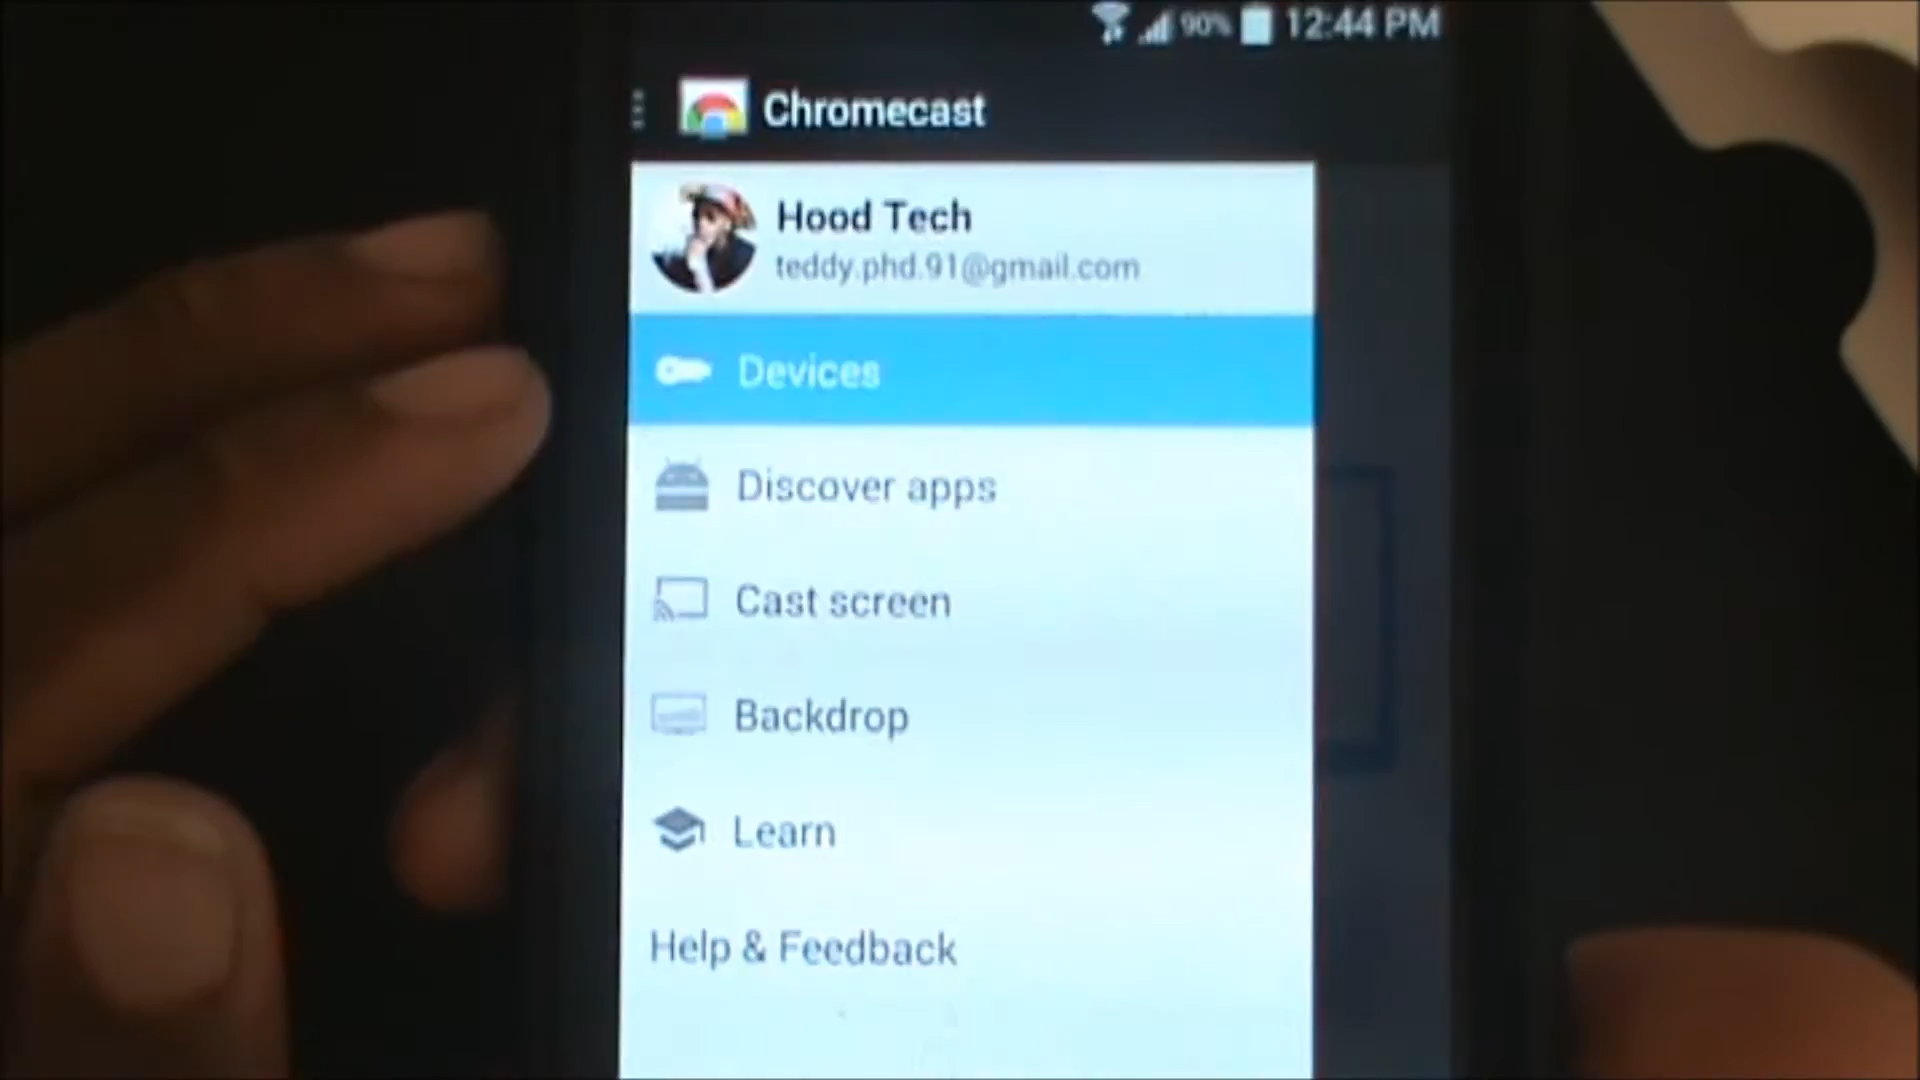 90% 12:44 PM
Chromecast
Hood Tech
teddy.phd.91@gmail.com
Devices
Discover apps
Cast screen
Backdrop
Learn
Help & Feedback